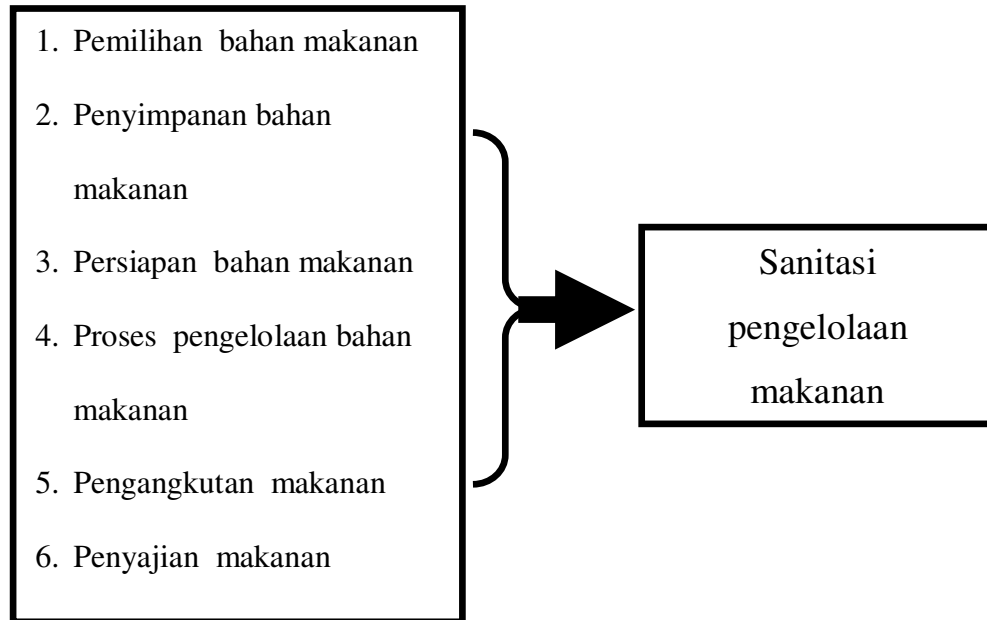 1. Pemilihan bahan makanan
2. Penyimpanan bahan
makanan
3. Persiapan bahan makanan
4. Proses pengelolaan bahan
makanan
5. Pengangkutan makanan
6. Penyajian makanan
Sanitasi
pengelolaan
makanan